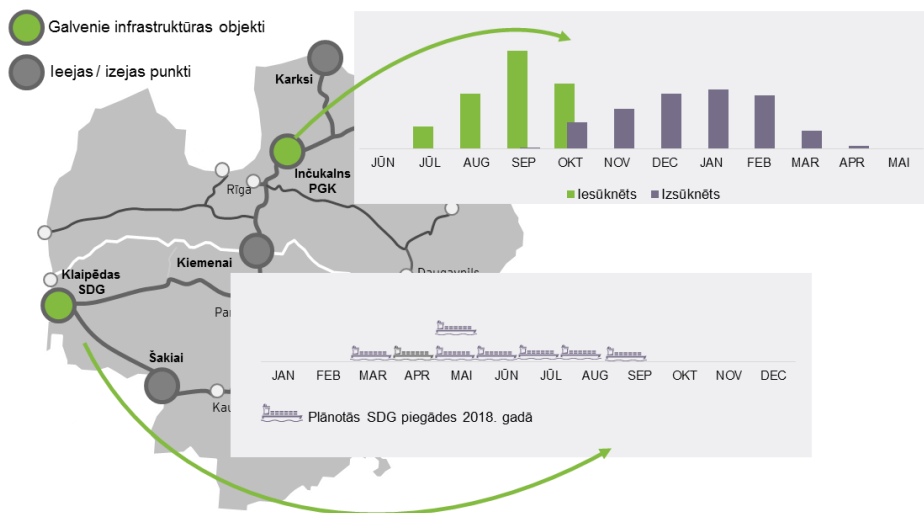 Galvenie infrastruktūras objekti
Ieejas / izejas punkti
Karksi
Inčukalns
PGK
Rīga
Kiemenai
Klaipēdas
SDG
Šakiai
JŪN JŪL AUG SEP OKT NOV DEC JAN FEB MAR APR MAI
Iesūknēts Izsūknēts
JAN FEB MAR APR MAI JŪN JŪL AUG SEP OKT NOV DEC
Plānotās SDG piegādes 2018. gadā